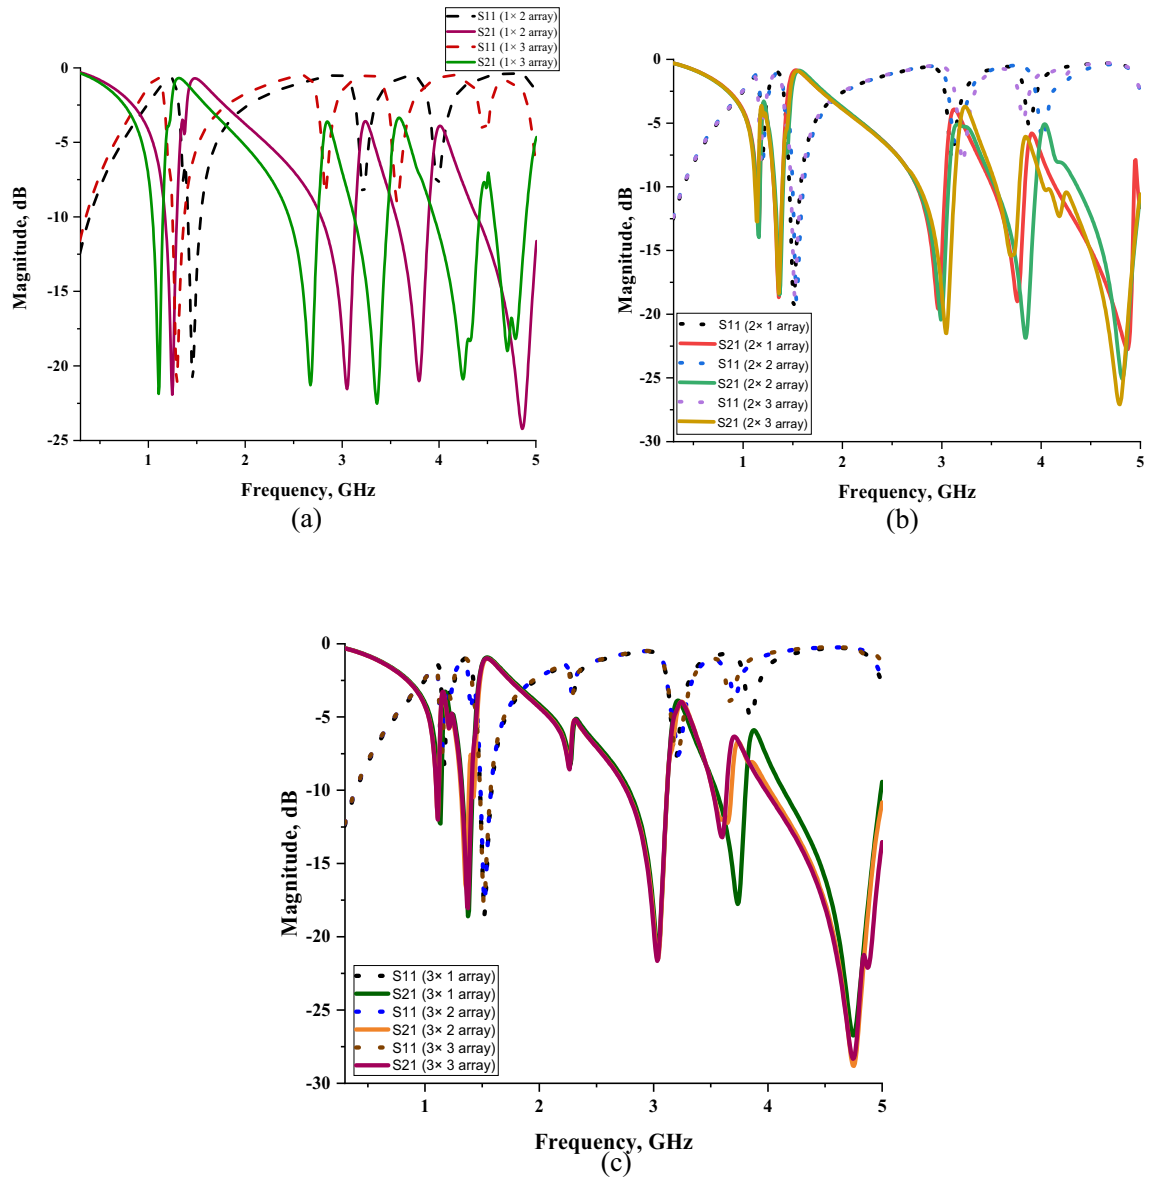 S11 (1× 2 array)
S21 (1× 2 array)
S11 (1× 3 array)
S21 (1× 3 array)
0
-5
-10
-15
-20
-25
Magnitude, dB
1
2
3
4
5
Frequency, GHz
(a)
0
-5
-10
-15
-20
-25
-30
Magnitude, dB
S11 (2× 1 array)
S21 (2× 1 array)
S11 (2× 2 array)
S21 (2× 2 array)
S11 (2× 3 array)
S21 (2× 3 array)
1
2
3
4
5
Frequency, GHz
(b)
0
-5
-10
-15
-20
-25
-30
Magnitude, dB
S11 (3× 1 array)
S21 (3× 1 array)
S11 (3× 2 array)
S21 (3× 2 array)
S11 (3× 3 array)
S21 (3× 3 array)
1
2
3
4
5
Frequency, GHz
(c)